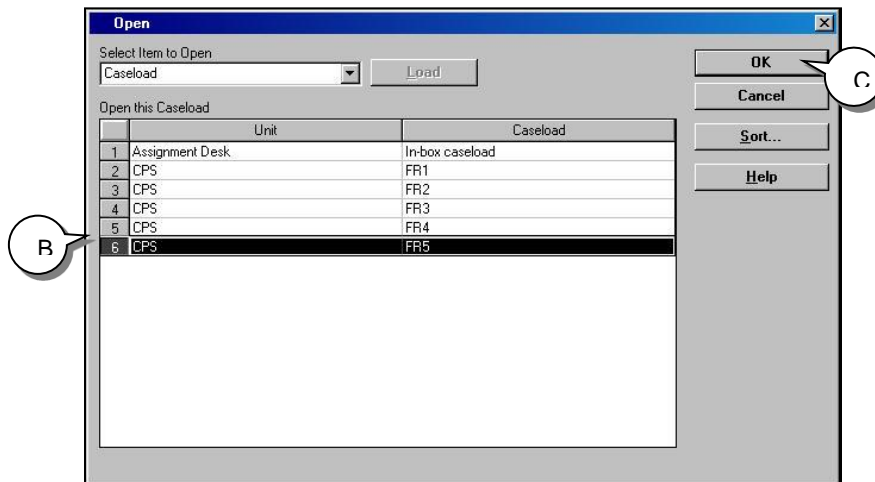 Open
Select Item to Open
Caseload Load
Open this Caseload
Unit Caseload
1 Assignment Desk In-box caseload
2 CPS FR1
3 CPS FR2
4 CPS FR3
5 CPS FR4
6 CPS FR5
OK
Cancel
Sort...
Help
B
C